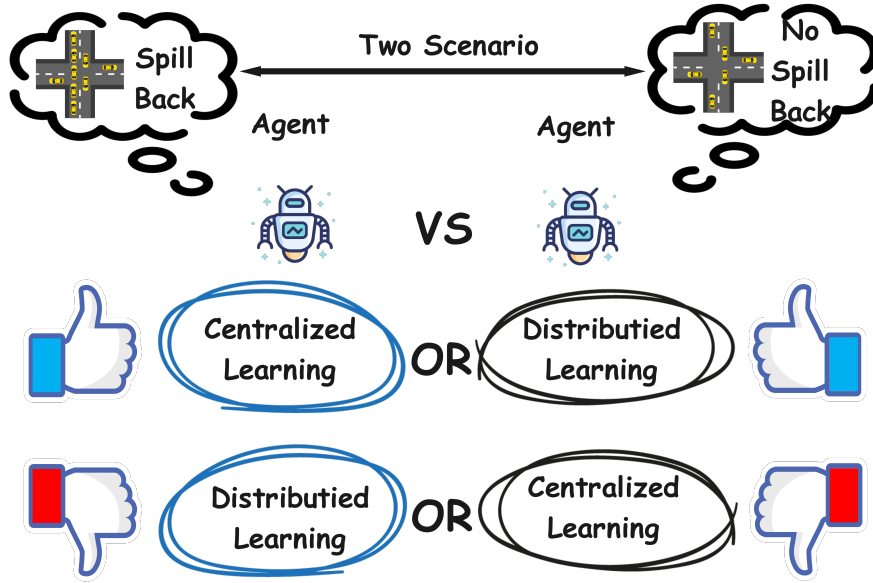 Spill
Back
Two Scenario
No
Spill
Back
Agent
Agent
VS
Centralized
Learning
OR
Distributied
Learning
Distributied
Learning
OR
Centralized
Learning